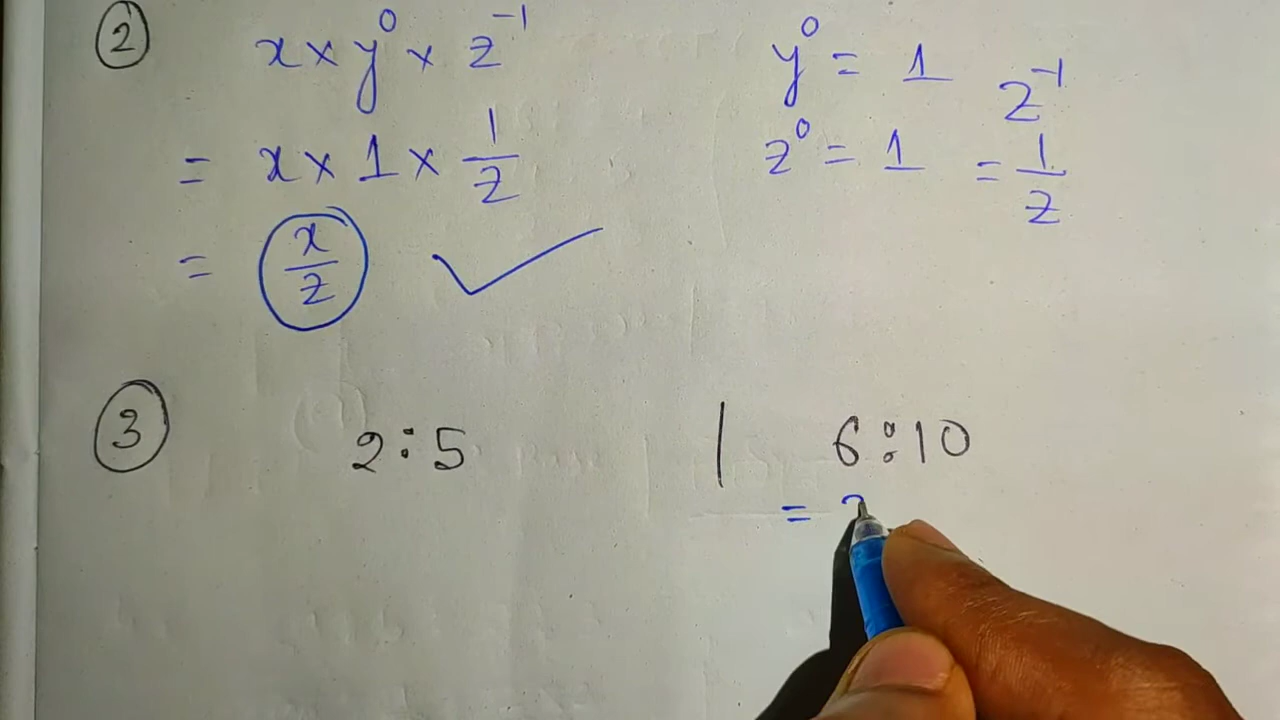 ② x × y⁰ × z⁻¹
= x × 1 × 1/z
= x/z ✓
y⁰ = 1
z⁰ = 1
z⁻¹
= 1/z
③ 2:5 | 6:10
=